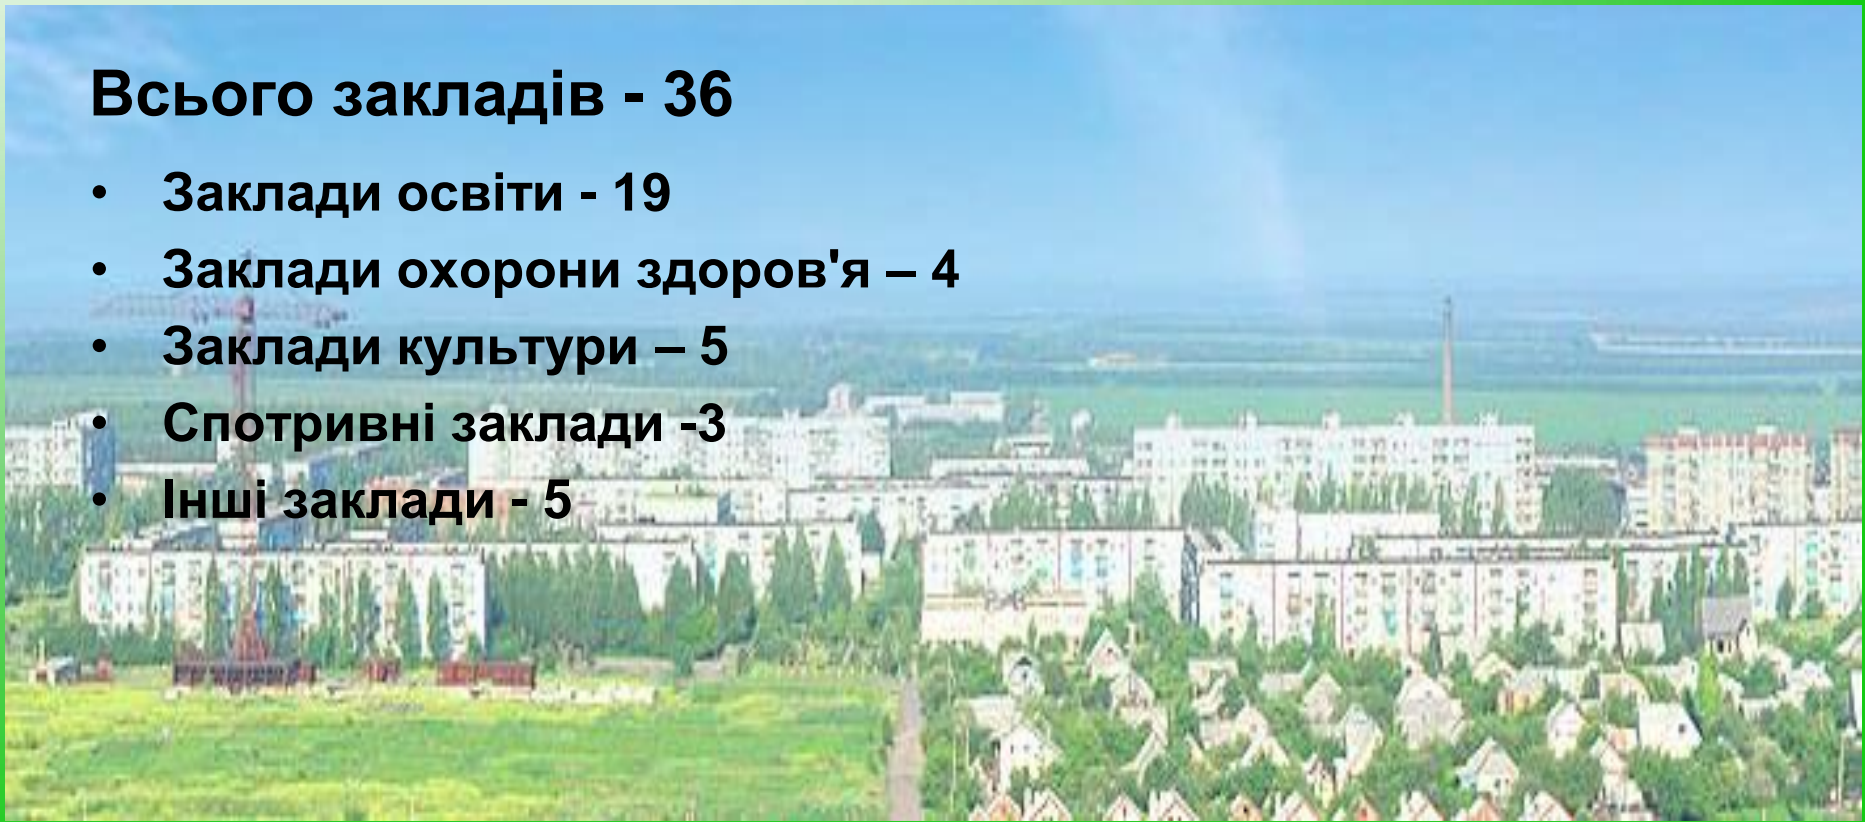 Всього закладів - 36
• Заклади освіти - 19
• Заклади охорони здоров'я – 4
• Заклади культури – 5
• Спотривні заклади -3
• Інші заклади - 5